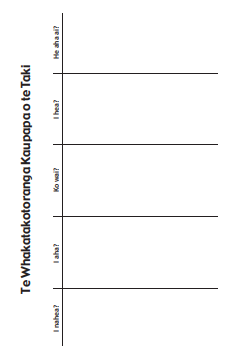 Te Whakatakotoranga Kaupapa o te Taki
I nahea?
I aha?
Ko wai?
I hea?
He aha ai?